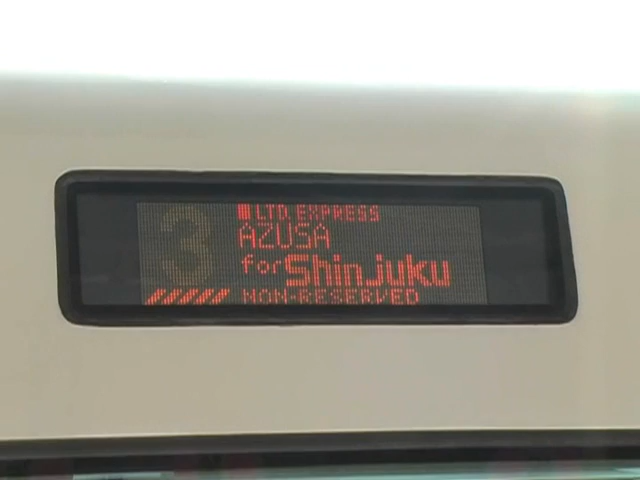 3
LTD. EXPRESS
AZUSA
for Shinjuku
NON-RESERVED